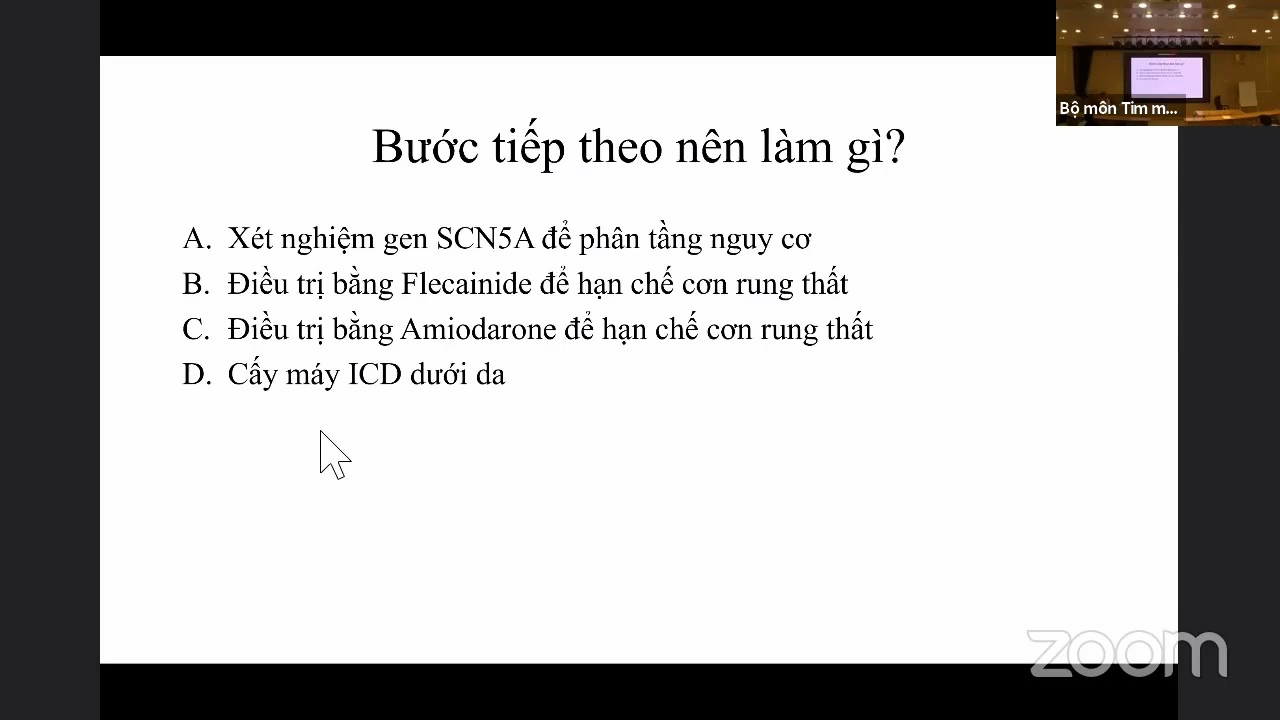 Bộ môn Tim m...
Bước tiếp theo nên làm gì?
A. Xét nghiệm gen SCN5A để phân tầng nguy cơ
B. Điều trị bằng Flecainide để hạn chế cơn rung thất
C. Điều trị bằng Amiodarone để hạn chế cơn rung thất
D. Cấy máy ICD dưới da
zoom